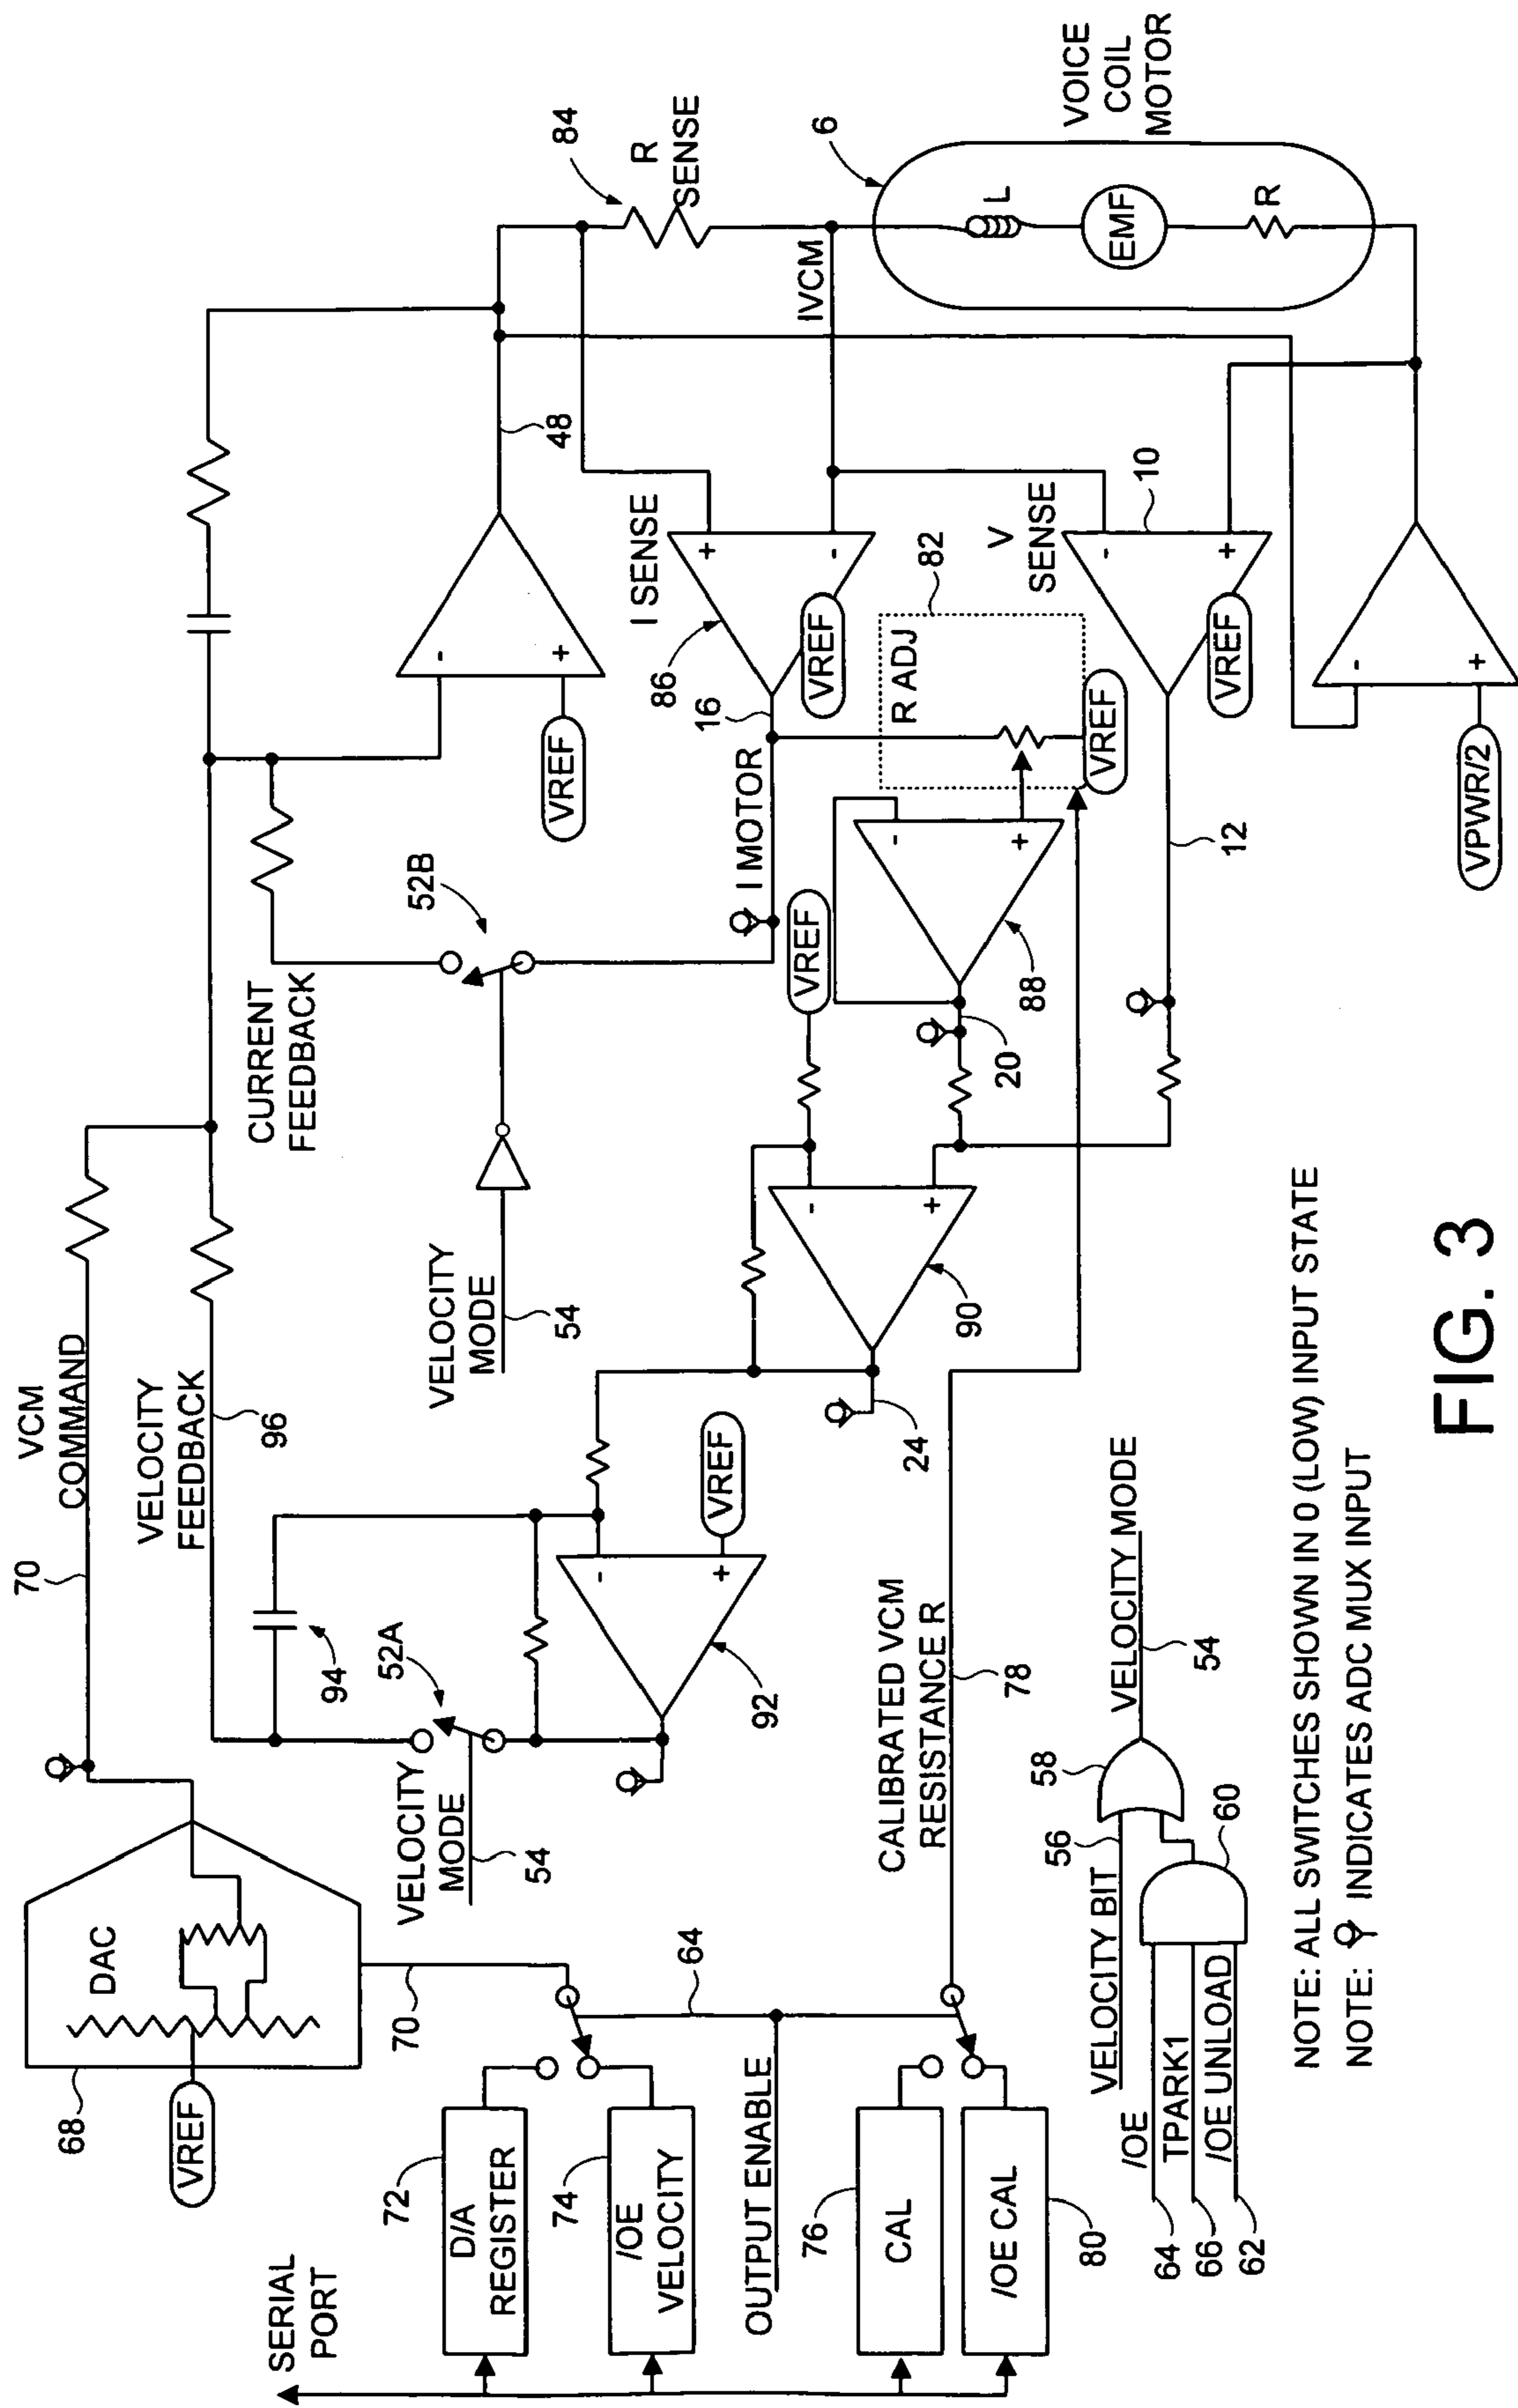 SERIAL
PORT
72
D/A
REGISTER
74
/OE
VELOCITY
OUTPUT ENABLE
76
CAL
/OE CAL
80
68
VREF
DAC
70
64
70
VCM
COMMAND
VELOCITY
FEEDBACK
96
94
52A
VELOCITY
MODE
54
-
+
VREF
92
CALIBRATED VCM
RESISTANCE R
78
/OE
TPARK1
/OE UNLOAD
64
66
62
VELOCITY BIT
56
58
60
VELOCITY MODE
54
CURRENT
FEEDBACK
52B
VELOCITY
MODE
54
24
90
-
+
VREF
20
88
-
+
I MOTOR
16
86
I SENSE
+
-
VREF
R ADJ
82
VREF
12
V
SENSE
10
-
+
VREF
-
+
VREF
48
-
+
VPWR/2
84
R
SENSE
IVCM
6
L
EMF
R
VOICE
COIL
MOTOR
NOTE: ALL SWITCHES SHOWN IN 0 (LOW) INPUT STATE
NOTE: INDICATES ADC MUX INPUT
FIG. 3